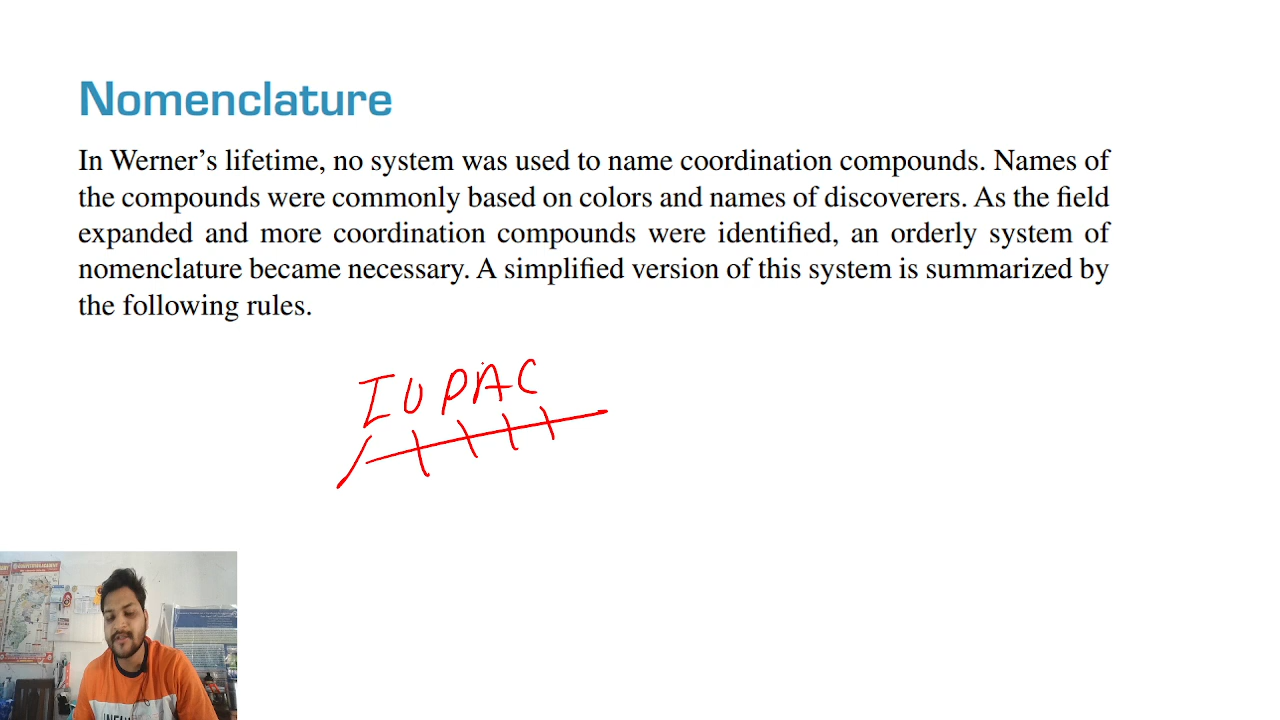 Nomenclature
In Werner’s lifetime, no system was used to name coordination compounds. Names of
the compounds were commonly based on colors and names of discoverers. As the field
expanded and more coordination compounds were identified, an orderly system of
nomenclature became necessary. A simplified version of this system is summarized by
the following rules.
IUPAC